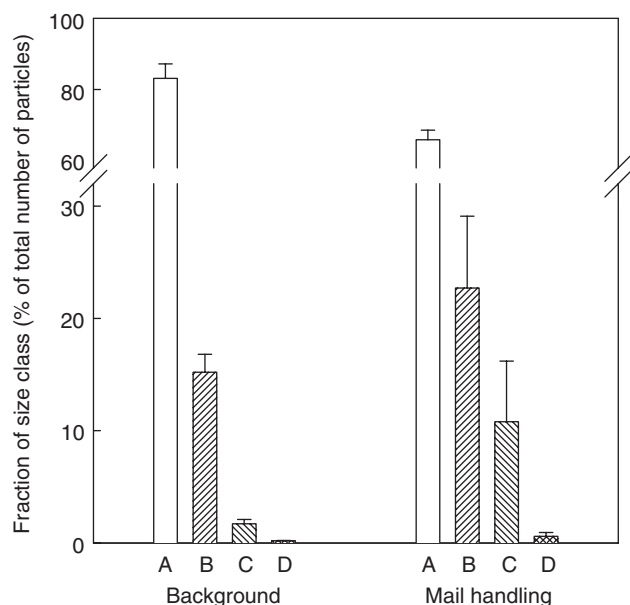 Fraction of size class (% of total number of particles)
100
80
60
30
20
10
0
A B C D A B C D
Background Mail handling